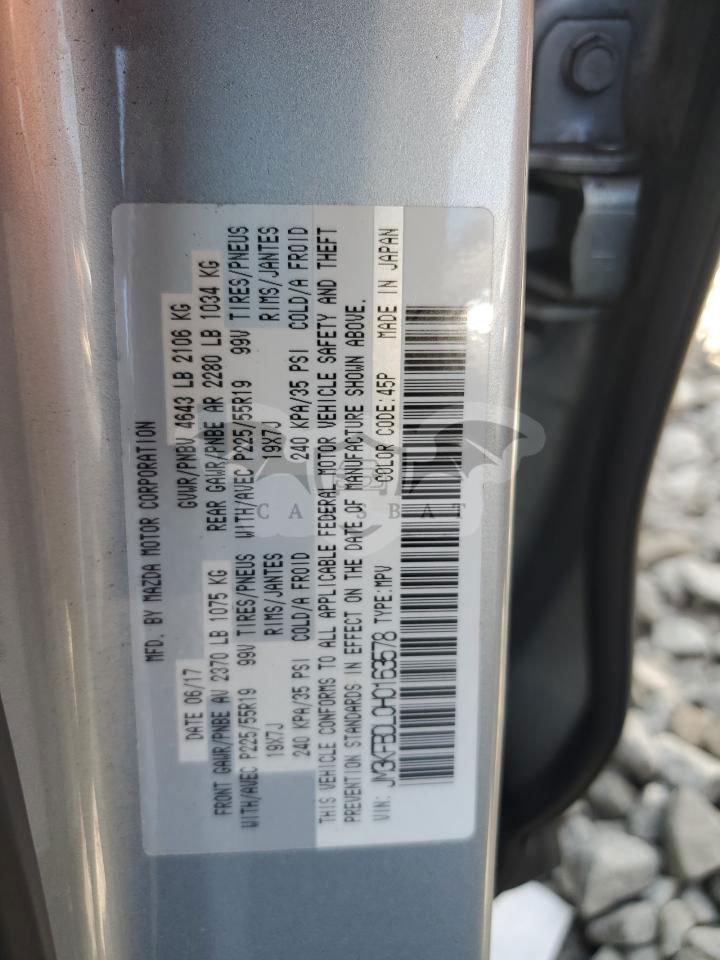 MFD. BY MAZDA MOTOR CORPORATION
DATE 06/17
GVWR/PNBV 4643 LB 2106 KG
FRONT GAWR/PNBE AV 2370 LB 1075 KG
REAR GAWR/PNBE AR 2280 LB 1034 KG
WITH/AVEC P225/55R19 99V TIRES/PNEUS
WITH/AVEC P225/55R19 99V TIRES/PNEUS
19X7J RIMS/JANTES
19X7J RIMS/JANTES
240 KPA/35 PSI COLD/A FROID
240 KPA/35 PSI COLD/A FROID
THIS VEHICLE CONFORMS TO ALL APPLICABLE FEDERAL MOTOR VEHICLE SAFETY AND THEFT
PREVENTION STANDARDS IN EFFECT ON THE DATE OF MANUFACTURE SHOWN ABOVE.
VIN: JM3KFBDL0H0163578 TYPE:MPV COLOR CODE:45P MADE IN JAPAN
CARSBAT